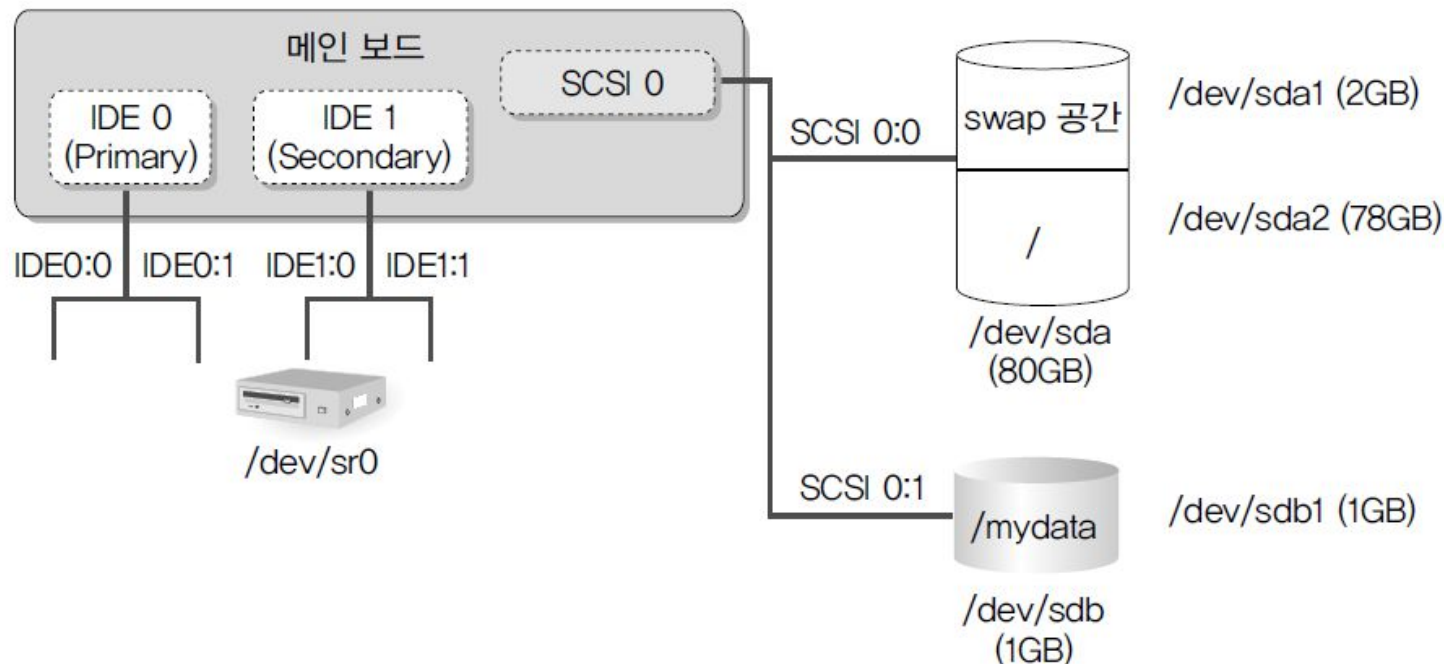 메인 보드
SCSI 0
IDE 0
(Primary)
IDE 1
(Secondary)
IDE0:0
IDE0:1
IDE1:0
IDE1:1
/dev/sr0
SCSI 0:0
swap 공간
/
/dev/sda1 (2GB)
/dev/sda2 (78GB)
/dev/sda
(80GB)
SCSI 0:1
/mydata
/dev/sdb1 (1GB)
/dev/sdb
(1GB)